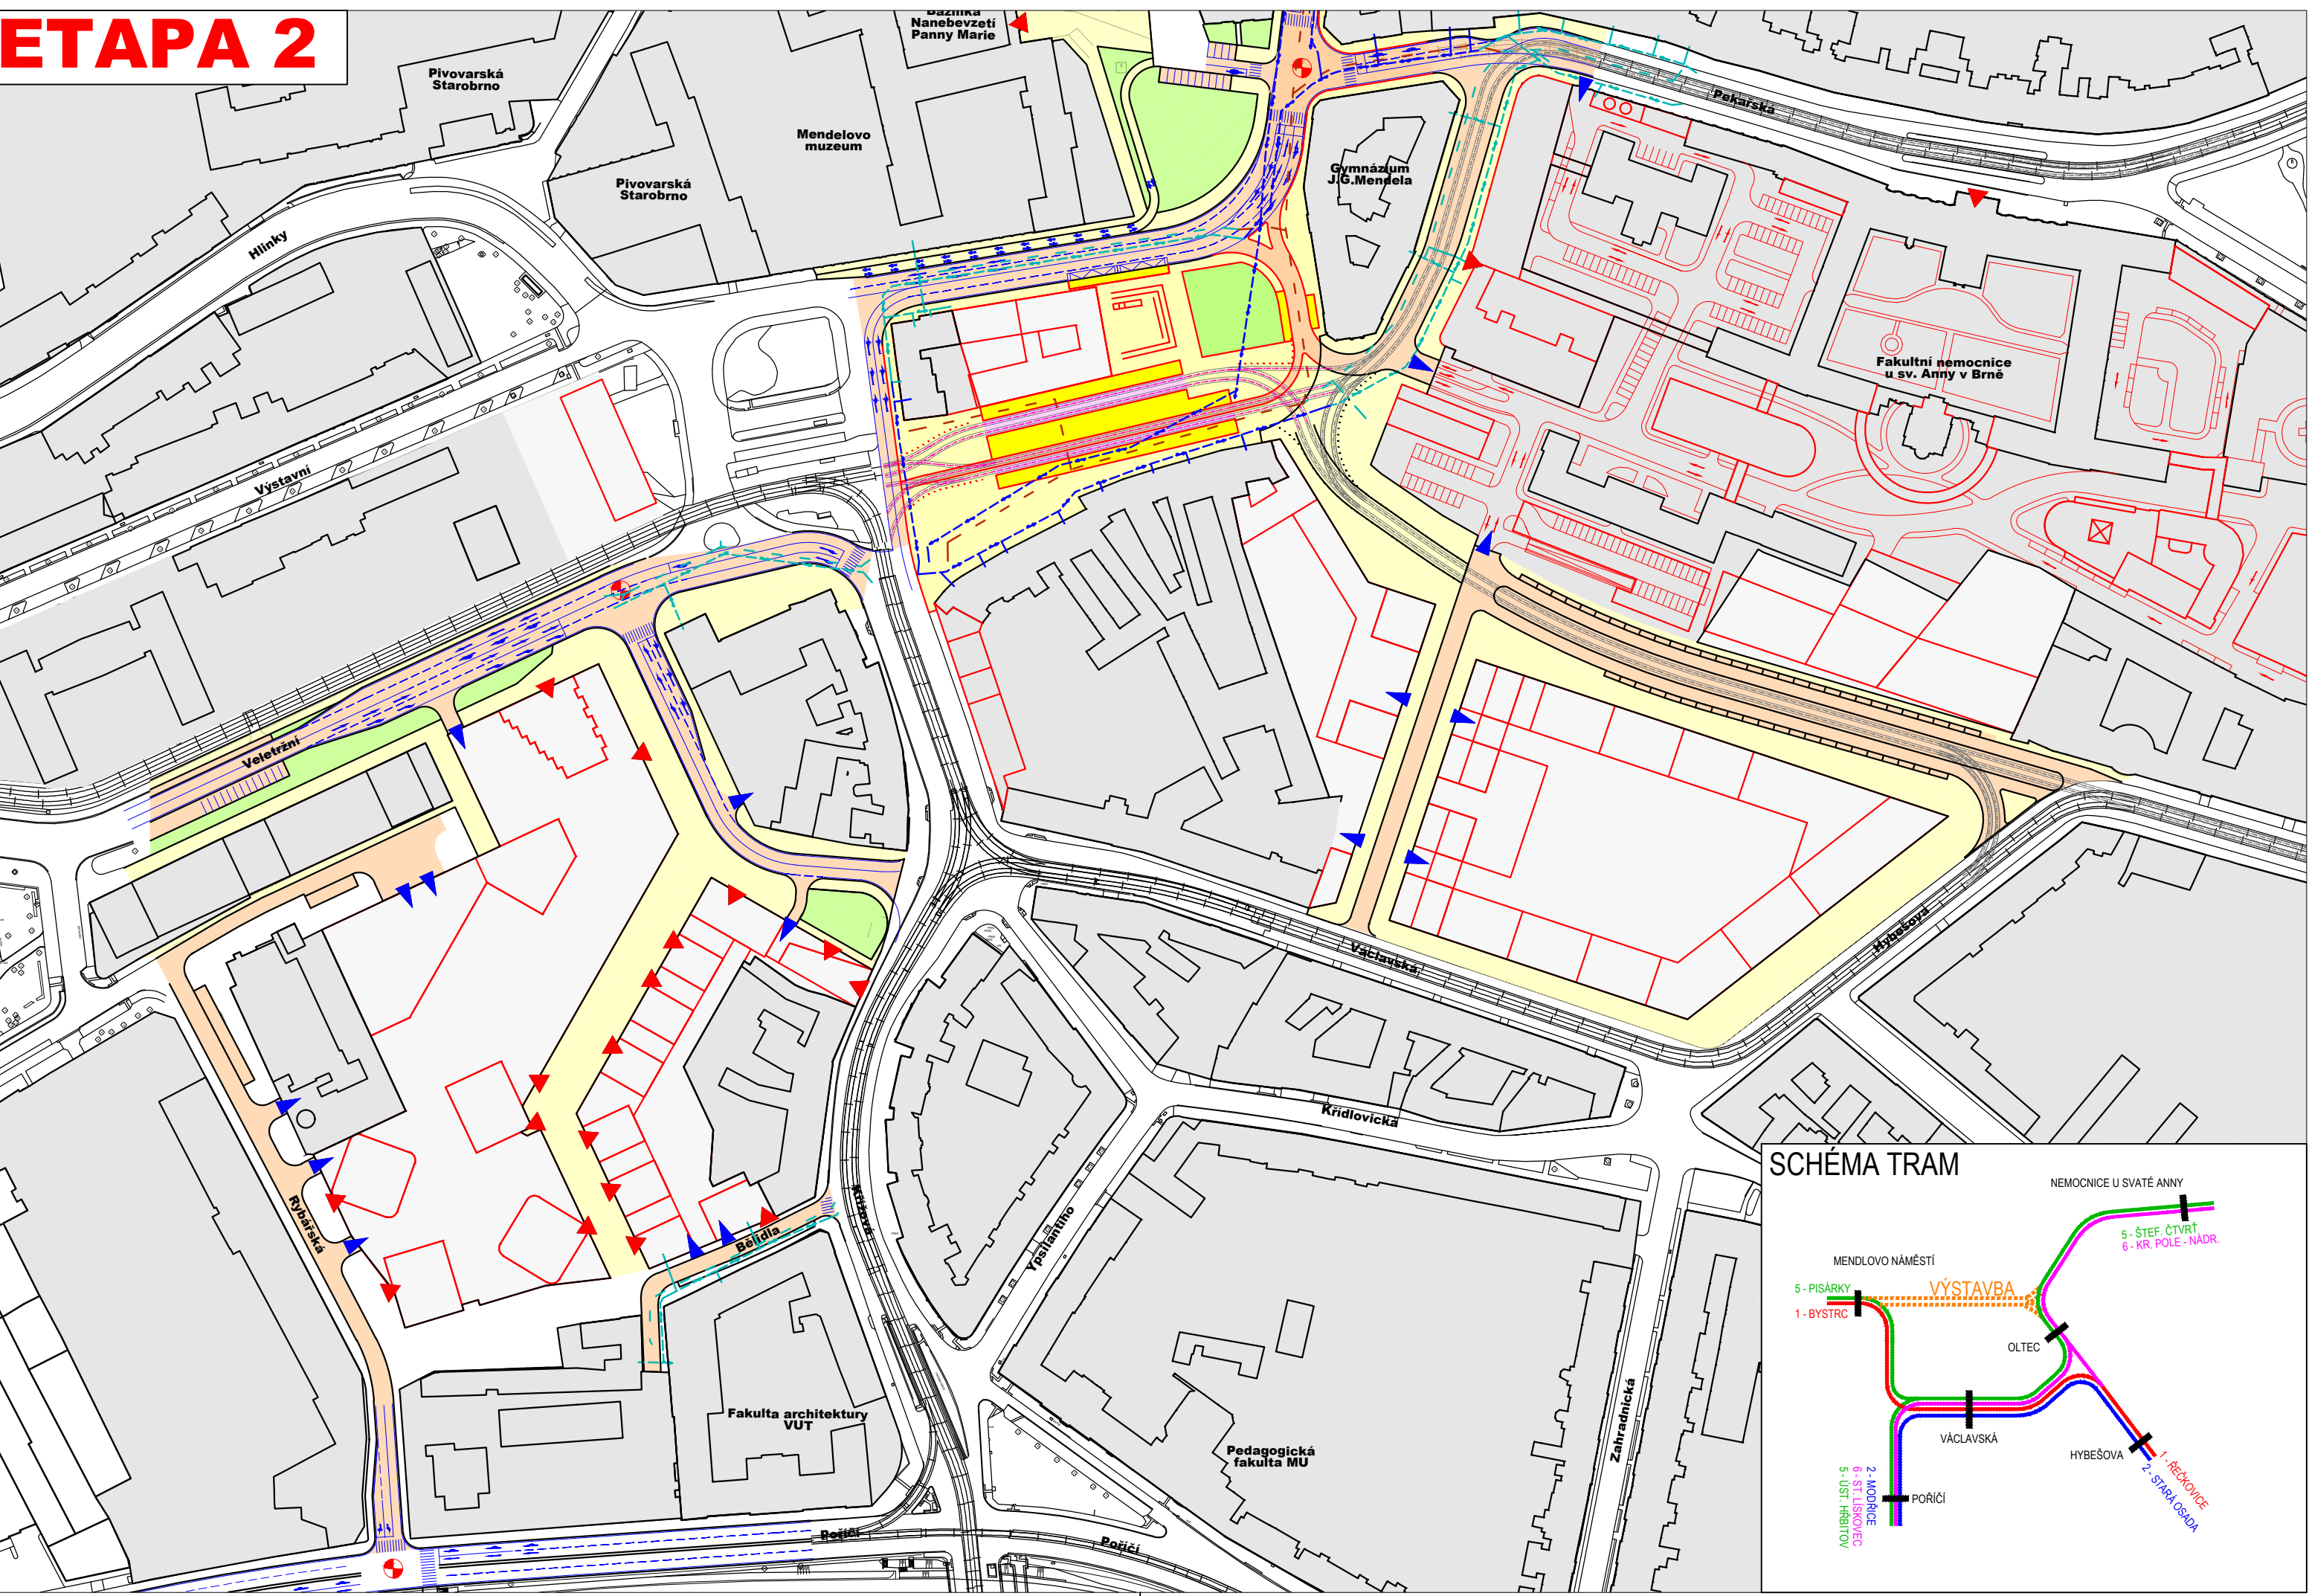 ETAPA 2
Bazilika
Nanebevzetí
Panny Marie
Pivovarská
Starobrno
Mendelovo
muzeum
Pekařská
Gymnázium
J.G.Mendela
Pivovarská
Starobrno
Hlinky
Fakultní nemocnice
u sv. Anny v Brně
Výstavní
Veletržní
Václavská
Hybešova
Křídlovická
Rybářská
Křížová
Bělidla
Ypsilantiho
Zahradnická
Fakulta architektury
VUT
Pedagogická
fakulta MU
Poříčí
Poříčí
SCHÉMA TRAM
NEMOCNICE U SVATÉ ANNY
5 - ŠTEF. ČTVRŤ
6 - KR. POLE - NÁDR.
MENDLOVO NÁMĚSTÍ
5 - PISÁRKY
VÝSTAVBA
1 - BYSTRC
OLTEC
VÁCLAVSKÁ
HYBEŠOVA
1 - ŘEČKOVICE
2 - STARÁ OSADA
2 - MODŘICE
6 - ST. LÍSKOVEC
5 - ÚST. HŘBITOV
POŘÍČÍ